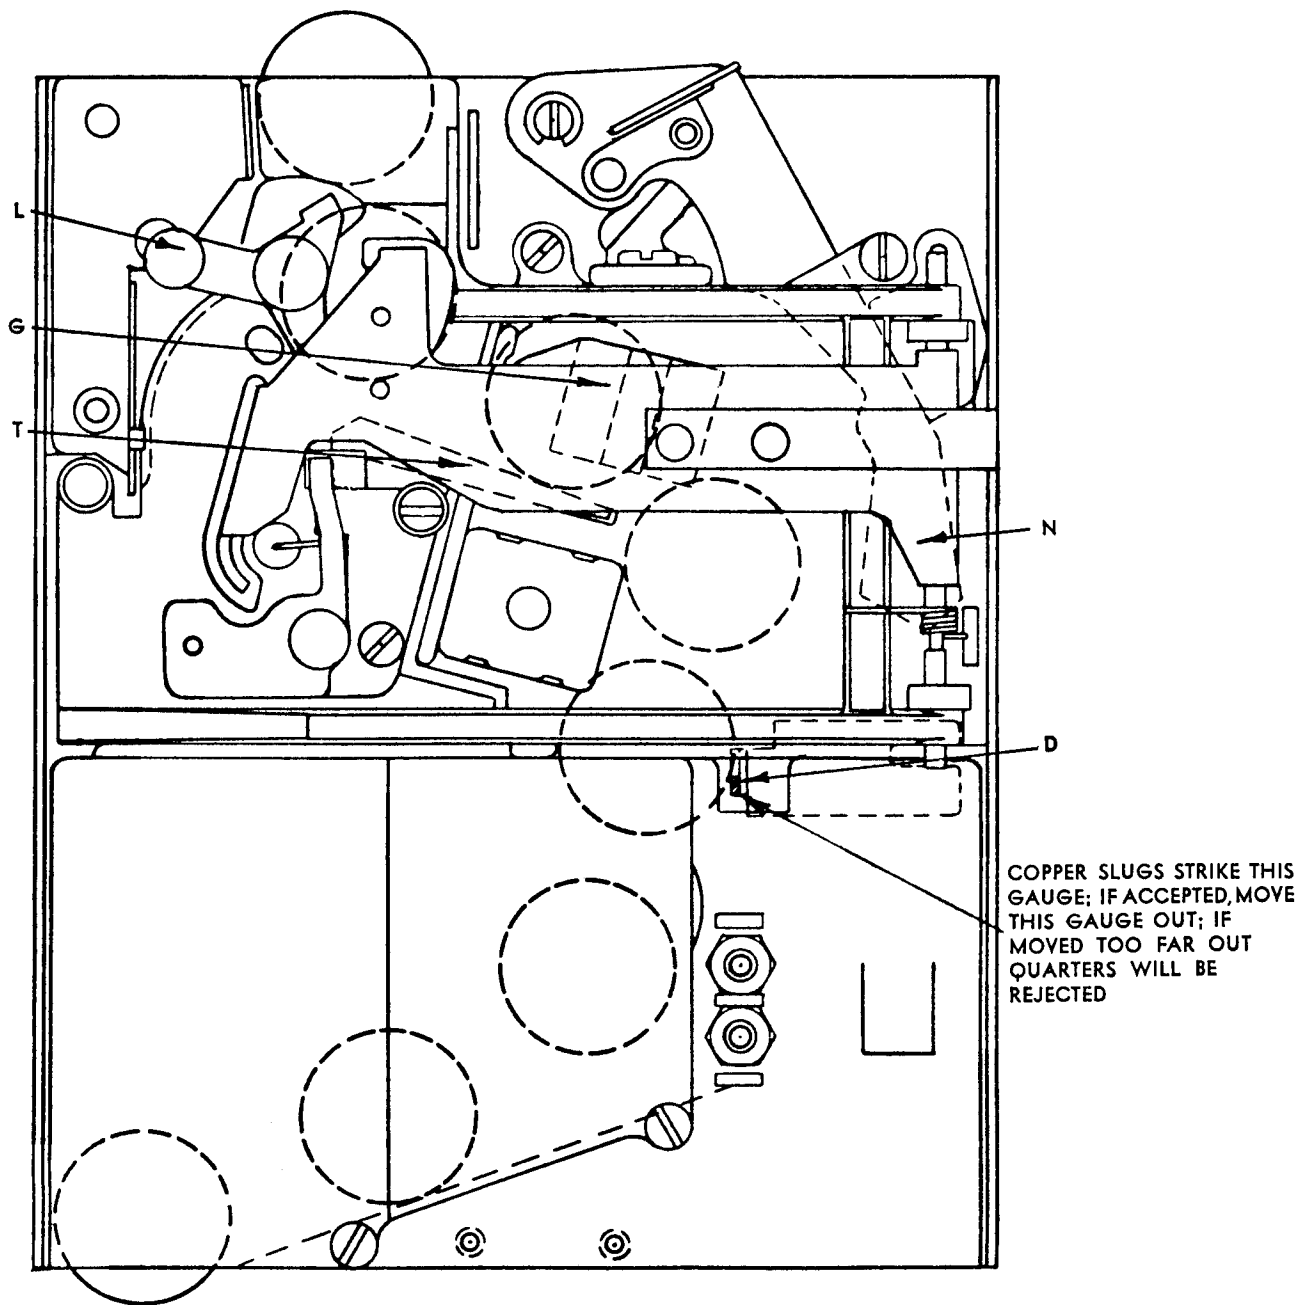 L
G
T
N
D
COPPER SLUGS STRIKE THIS
GAUGE; IF ACCEPTED, MOVE
THIS GAUGE OUT; IF
MOVED TOO FAR OUT
QUARTERS WILL BE
REJECTED